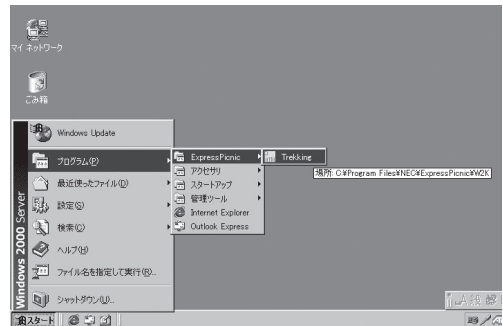 マイ ネットワーク
ごみ箱
Windows 2000 Server
Windows Update
プログラム(P)
最近使ったファイル(D)
設定(S)
検索(C)
ヘルプ(H)
ファイル名を指定して実行(R)...
シャットダウン(U)...
ExpressPicnic
アクセサリ
スタートアップ
管理ツール
Internet Explorer
Outlook Express
Trekking
場所: C:¥Program Files¥NEC¥ExpressPicnic¥W2K
スタート